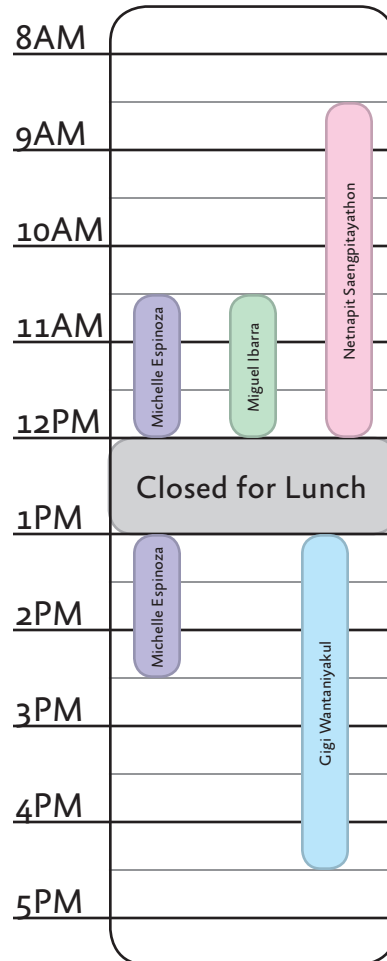 8AM
9AM
10AM
11AM
12PM
1PM
2PM
3PM
4PM
5PM
Netnapit Saengpitayathon
Michelle Espinoza
Miguel Ibarra
Closed for Lunch
Michelle Espinoza
Gigi Wantaniyakul